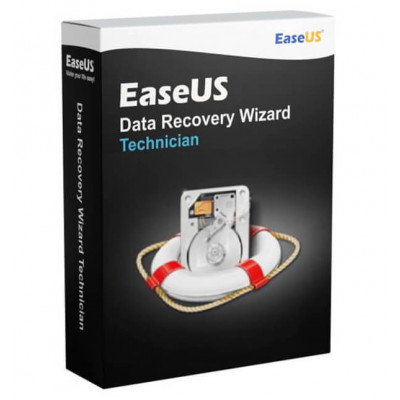 EaseUS®
EaseUS
Data Recovery Wizard
Technician
EaseUS
Make your life easy!
Data Recovery Wizard Technician